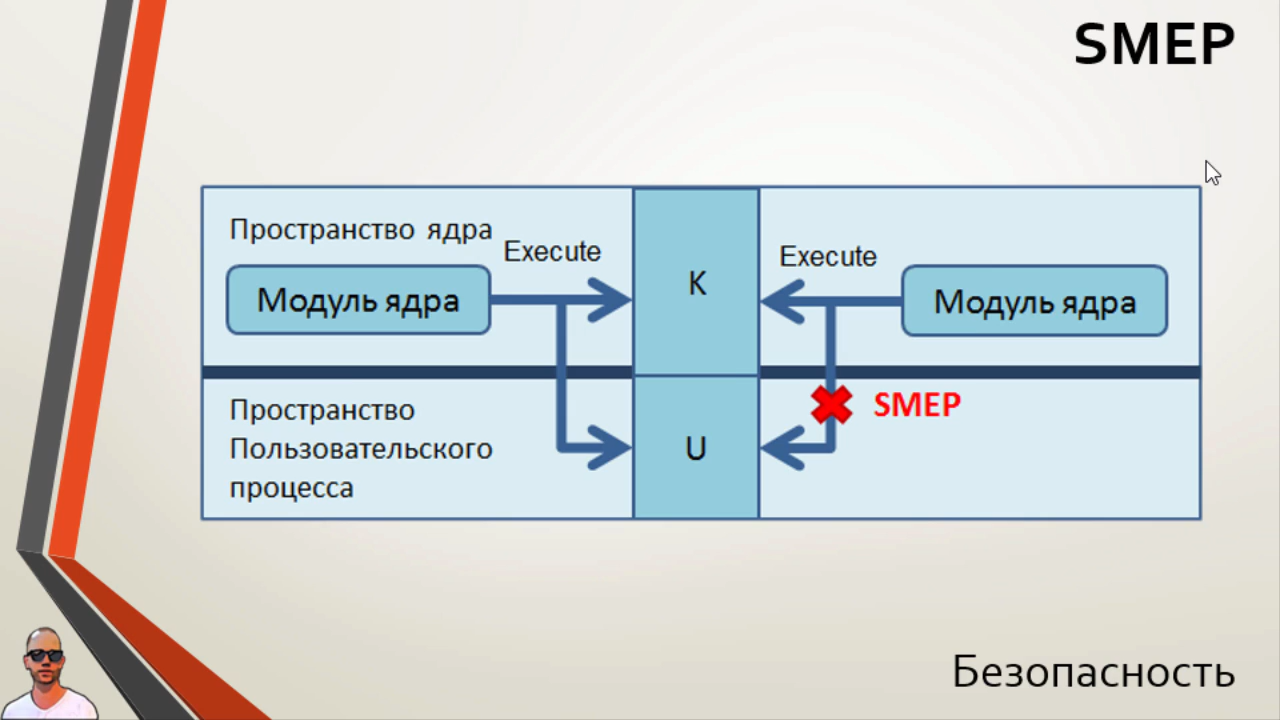 SMEP
Пространство ядра
Execute
Модуль ядра
K
Execute
Модуль ядра
Пространство
Пользовательского
процесса
U
SMEP
Безопасность